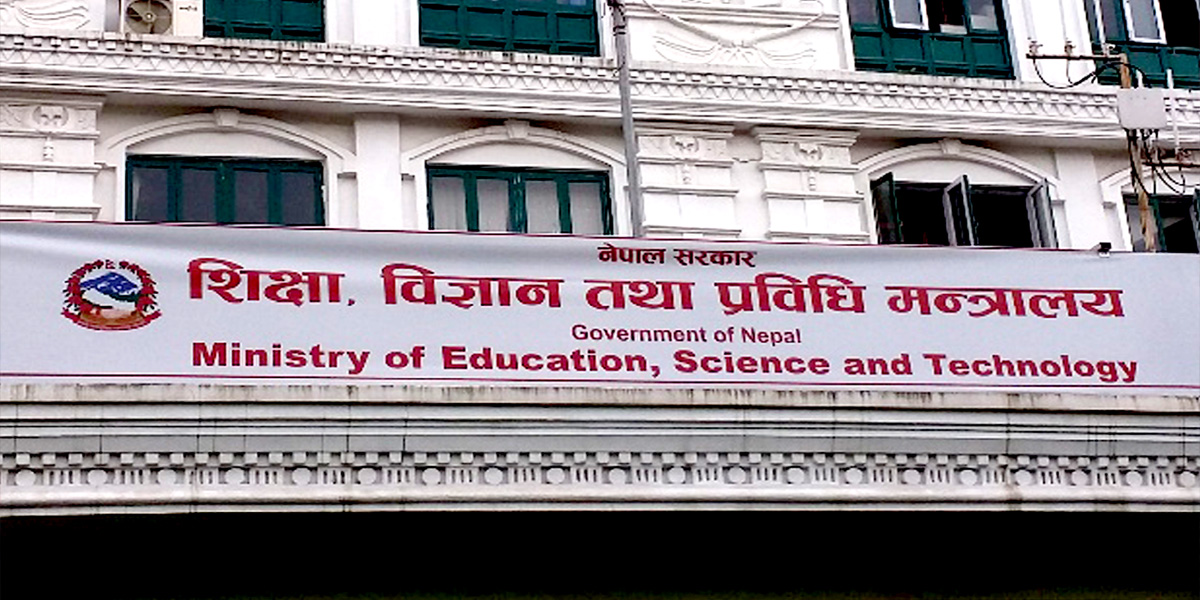 नेपाल सरकार
शिक्षा, विज्ञान तथा प्रविधि मन्त्रालय
Government of Nepal
Ministry of Education, Science and Technology